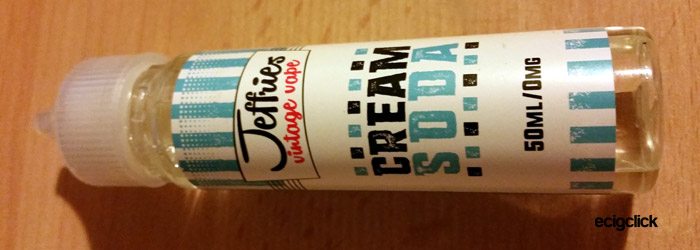 Jeffries
vintage vape
CREAM
SODA
50ML/0MG
ecigclick